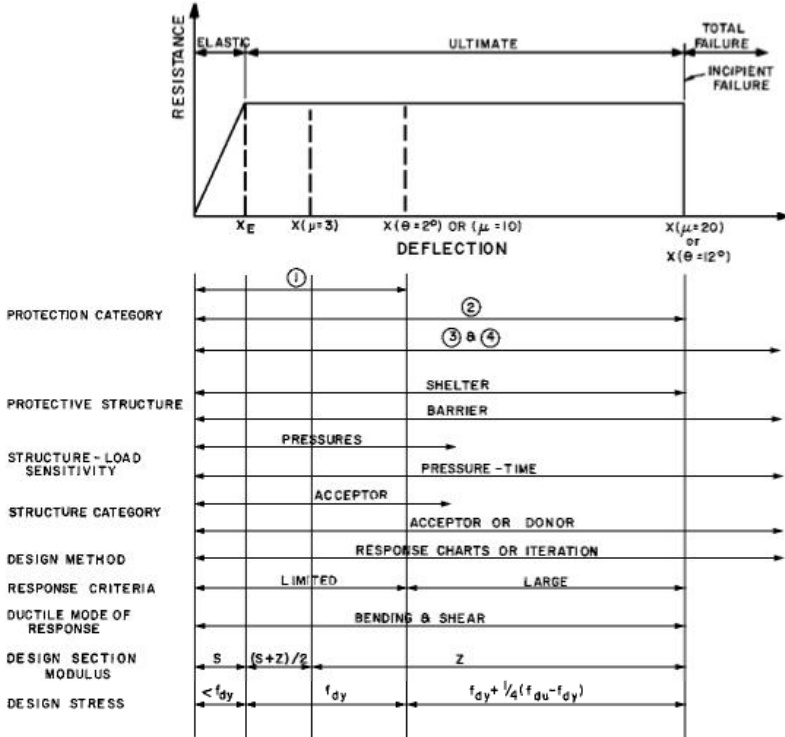 TOTAL
FAILURE
ELASTIC
ULTIMATE
INCIPIENT
FAILURE
RESISTANCE
X_E
X(μ=3)
X(θ=2°) OR (μ=10)
X(μ=20)
or
X(θ=12°)
DEFLECTION
①
PROTECTION CATEGORY
②
③ & ④
SHELTER
PROTECTIVE STRUCTURE
BARRIER
PRESSURES
STRUCTURE-LOAD
SENSITIVITY
PRESSURE-TIME
ACCEPTOR
STRUCTURE CATEGORY
ACCEPTOR OR DONOR
DESIGN METHOD
RESPONSE CHARTS OR ITERATION
RESPONSE CRITERIA
LIMITED
LARGE
DUCTILE MODE OF
RESPONSE
BENDING & SHEAR
DESIGN SECTION
MODULUS
S
(S+Z)/2
Z
DESIGN STRESS
<f_dy
f_dy
f_dy+1/4(f_du-f_dy)